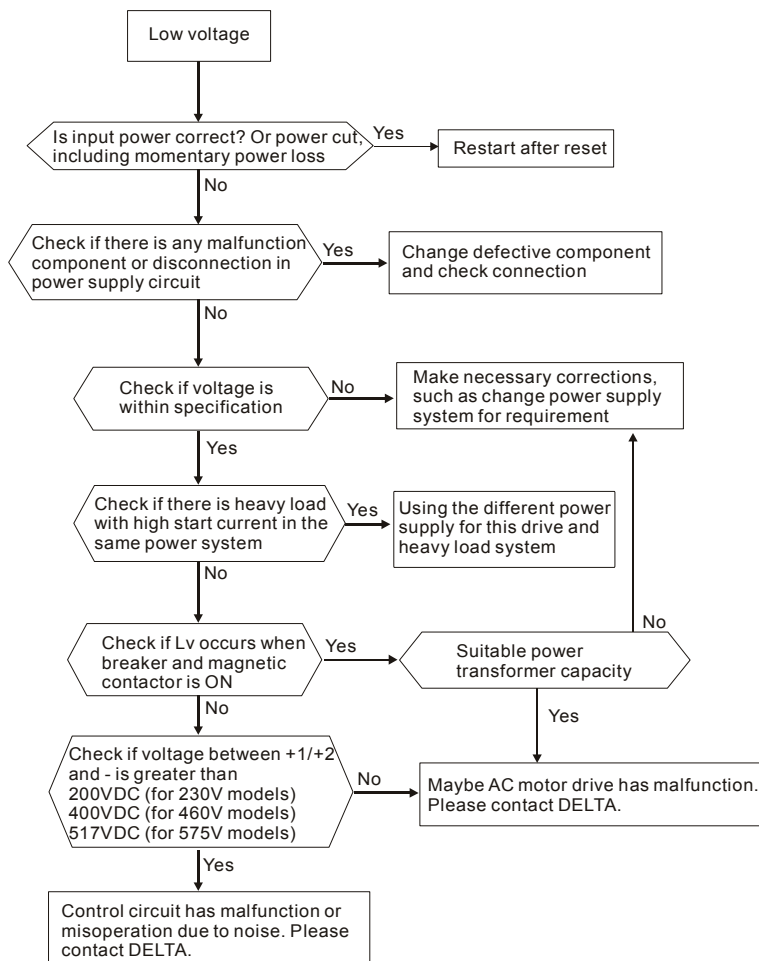 Low voltage
Is input power correct? Or power cut,
including momentary power loss
Yes
Restart after reset
No
Check if there is any malfunction
component or disconnection in
power supply circuit
Yes
Change defective component
and check connection
No
Check if voltage is
within specification
No
Make necessary corrections,
such as change power supply
system for requirement
Yes
Check if there is heavy load
with high start current in the
same power system
Yes
Using the different power
supply for this drive and
heavy load system
No
Check if Lv occurs when
breaker and magnetic
contactor is ON
Yes
Suitable power
transformer capacity
No
Yes
No
Check if voltage between +1/+2
and - is greater than
200VDC (for 230V models)
400VDC (for 460V models)
517VDC (for 575V models)
No
Maybe AC motor drive has malfunction.
Please contact DELTA.
Yes
Control circuit has malfunction or
misoperation due to noise. Please
contact DELTA.